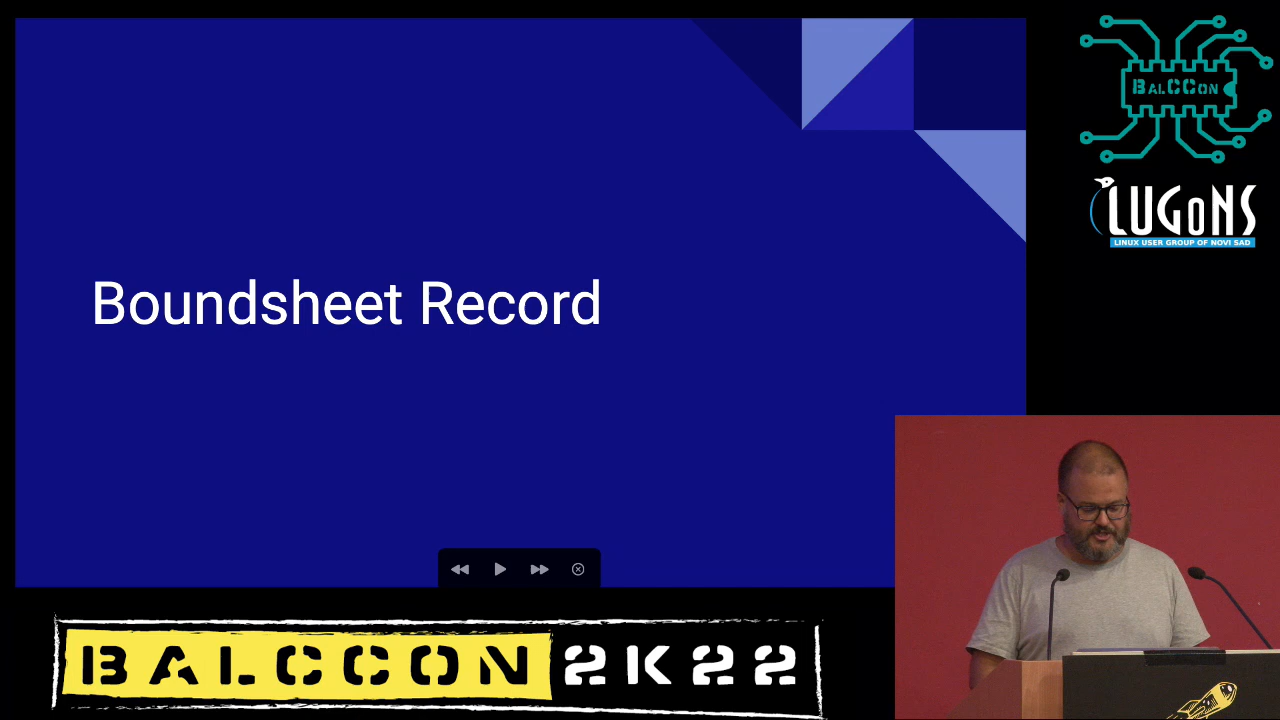 BALCCON
LUGONS
LINUX USER GROUP OF NOVI SAD
Boundsheet Record
BALCCON 2K22